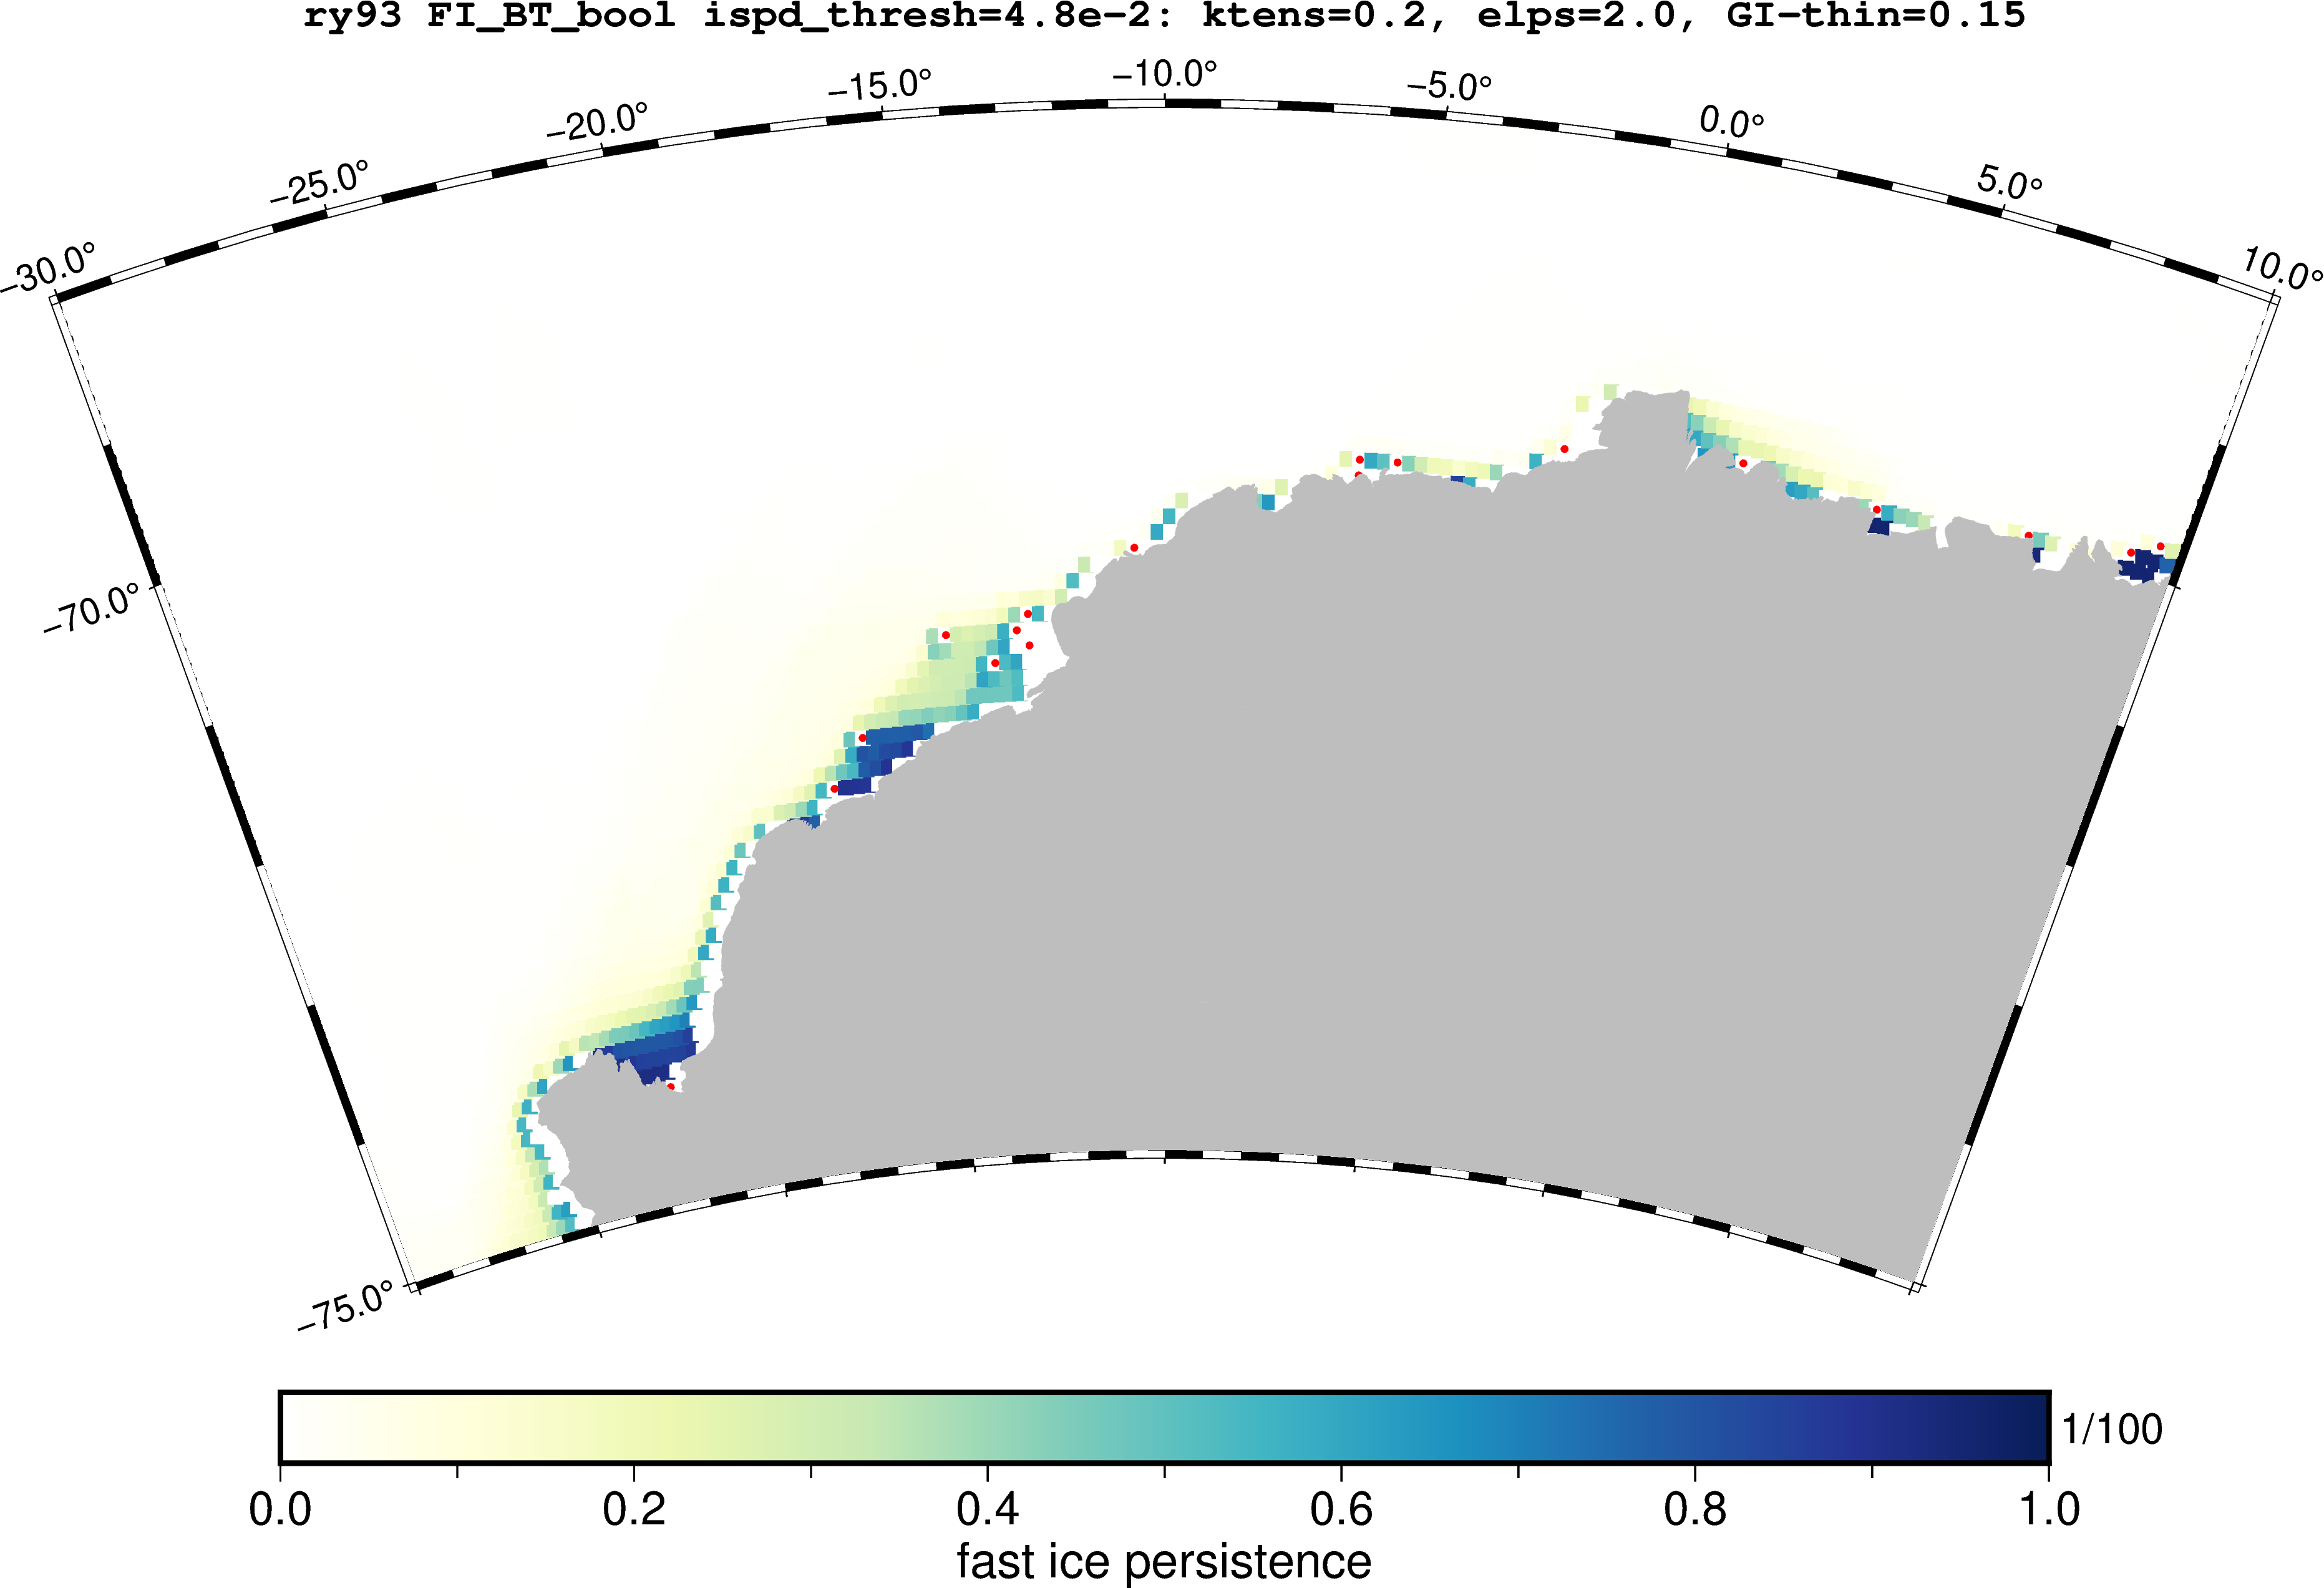 ry93 FI_BT_bool ispd_thresh=4.8e-2: ktens=0.2, elps=2.0, GI-thin=0.15
−30.0° −25.0° −20.0° −15.0° −10.0° −5.0° 0.0° 5.0° 10.0°
−70.0°
−75.0°
1/100
0.0 0.2 0.4 0.6 0.8 1.0
fast ice persistence